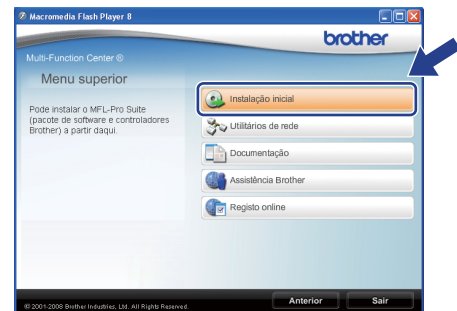 Macromedia Flash Player 8
brother
Multi-Function Center ®
Menu superior
Pode instalar o MFL-Pro Suite
(pacote de software e controladores
Brother) a partir daqui.
Instalação inicial
Utilitários de rede
Documentação
Assistência Brother
Registo online
© 2001-2008 Brother Industries, Ltd. All Rights Reserved.
Anterior
Sair